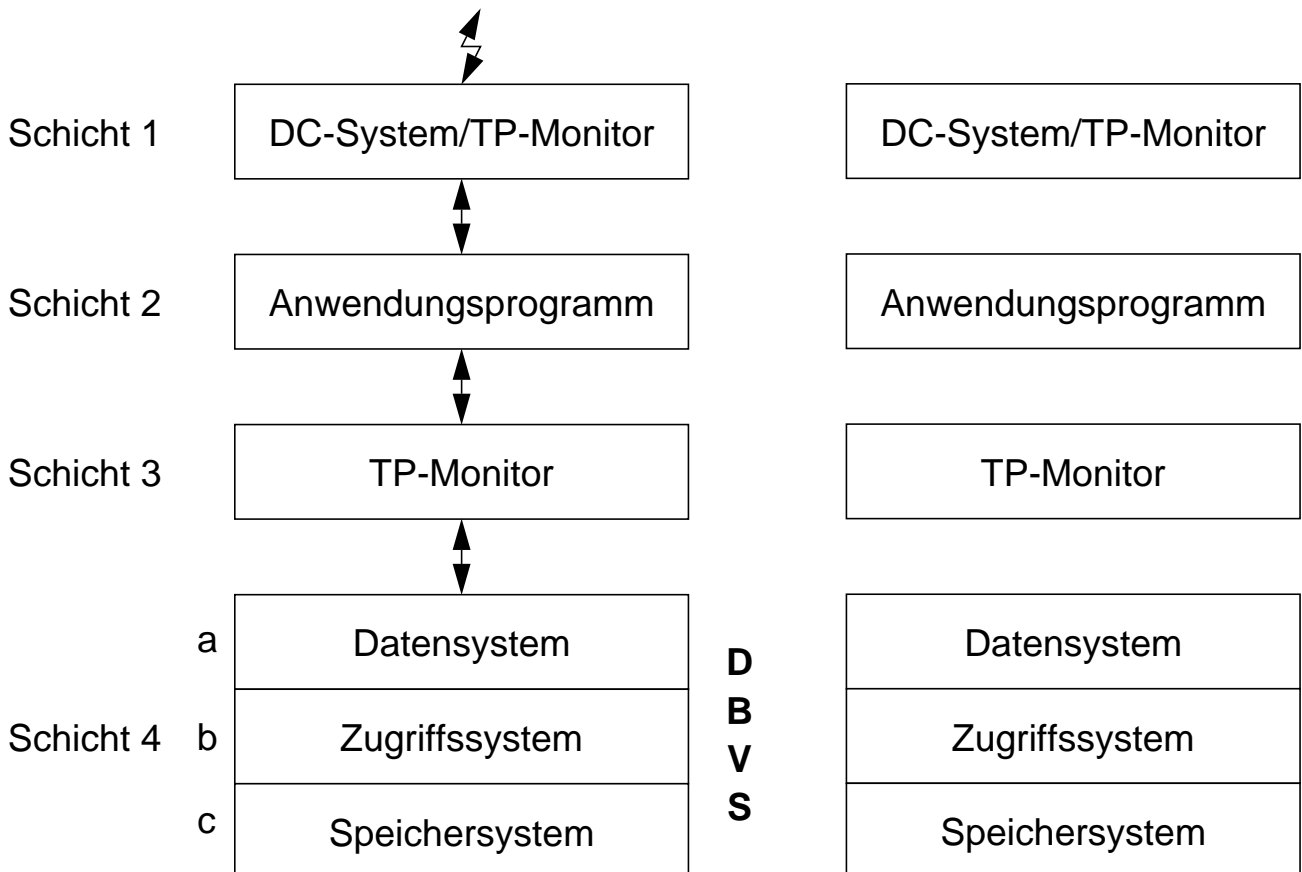 Schicht 1 DC-System/TP-Monitor DC-System/TP-Monitor
Schicht 2 Anwendungsprogramm Anwendungsprogramm
Schicht 3 TP-Monitor TP-Monitor
a Datensystem D Datensystem
Schicht 4 b Zugriffssystem B V Zugriffssystem
c Speichersystem S Speichersystem